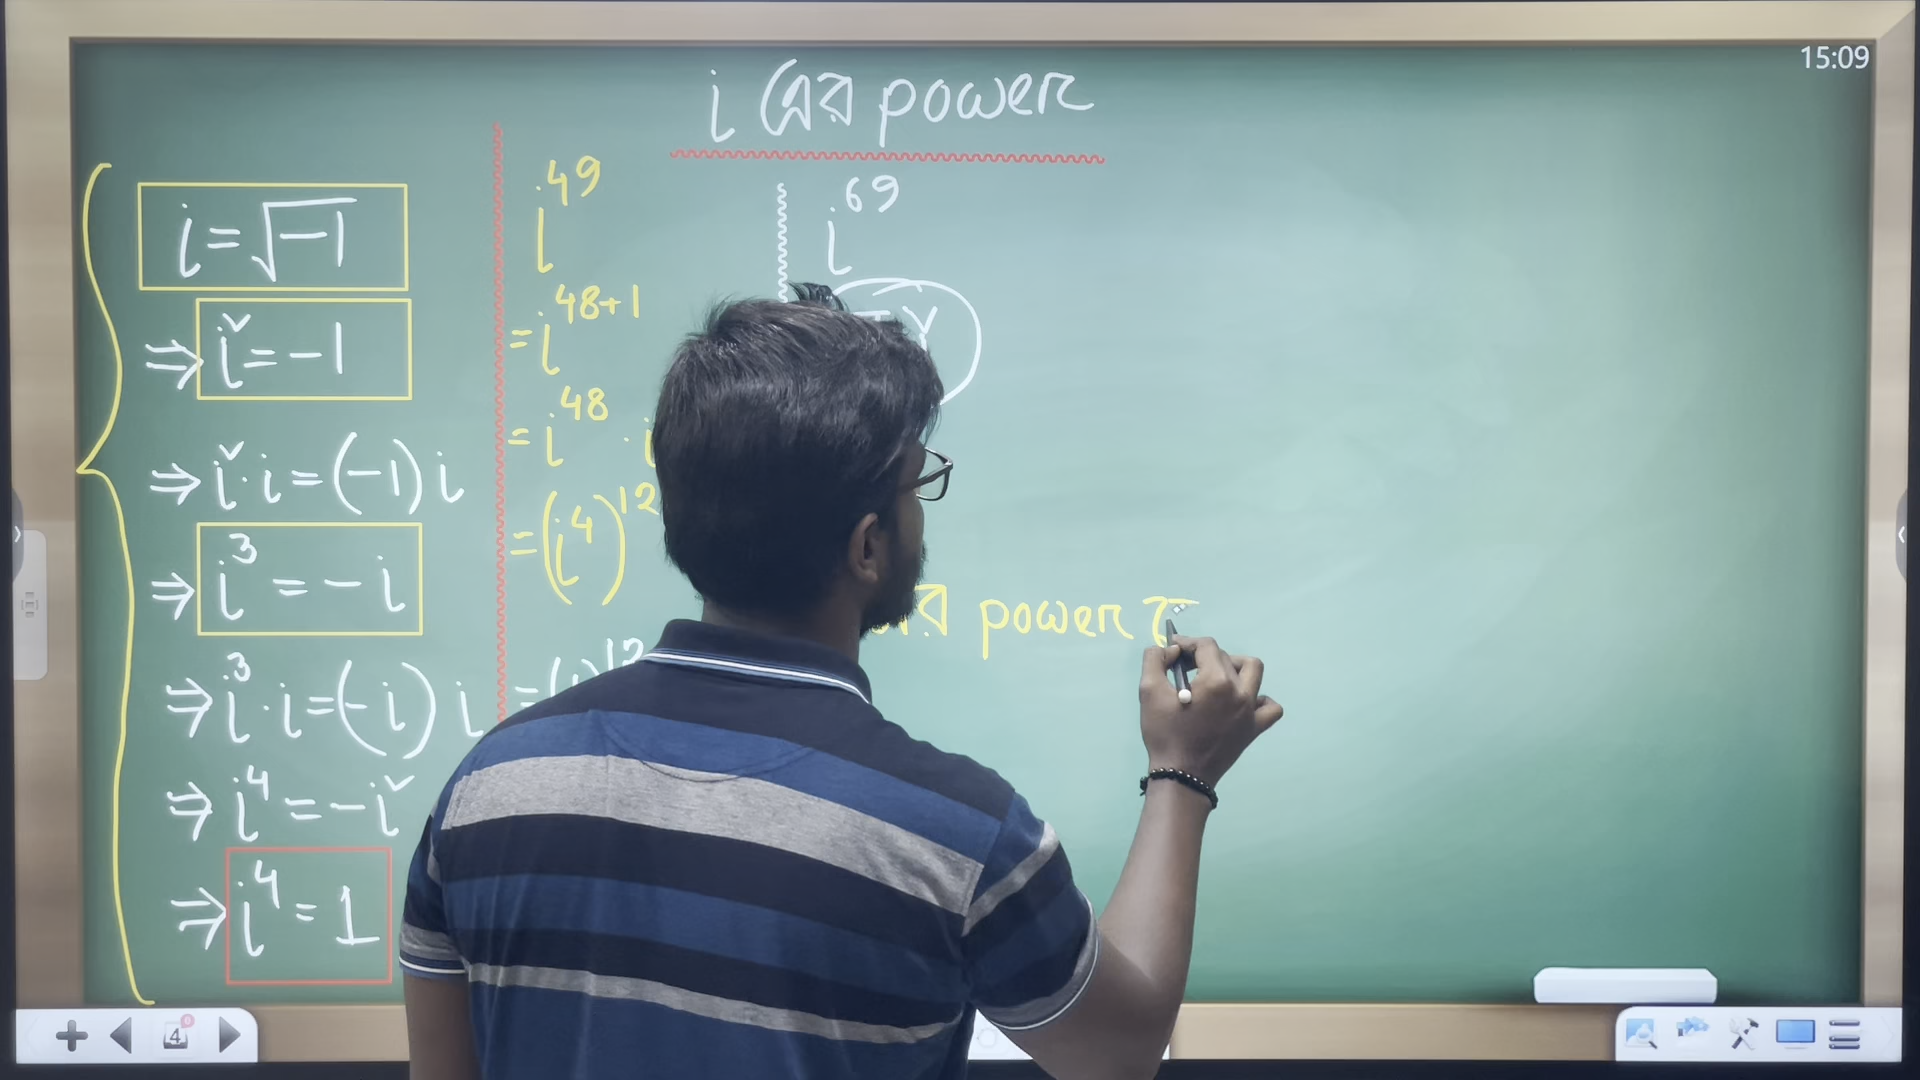 15:09
i এর power
i = √-1
⇒ i² = -1
⇒ i² · i = (-1) i
⇒ i³ = - i
⇒ i³ · i = (- i) i
⇒ i⁴ = - i²
⇒ i⁴ = 1
i⁴⁹
= i⁴⁸⁺¹
= i⁴⁸ · i
= (i⁴)¹²
i⁶⁹
power
4